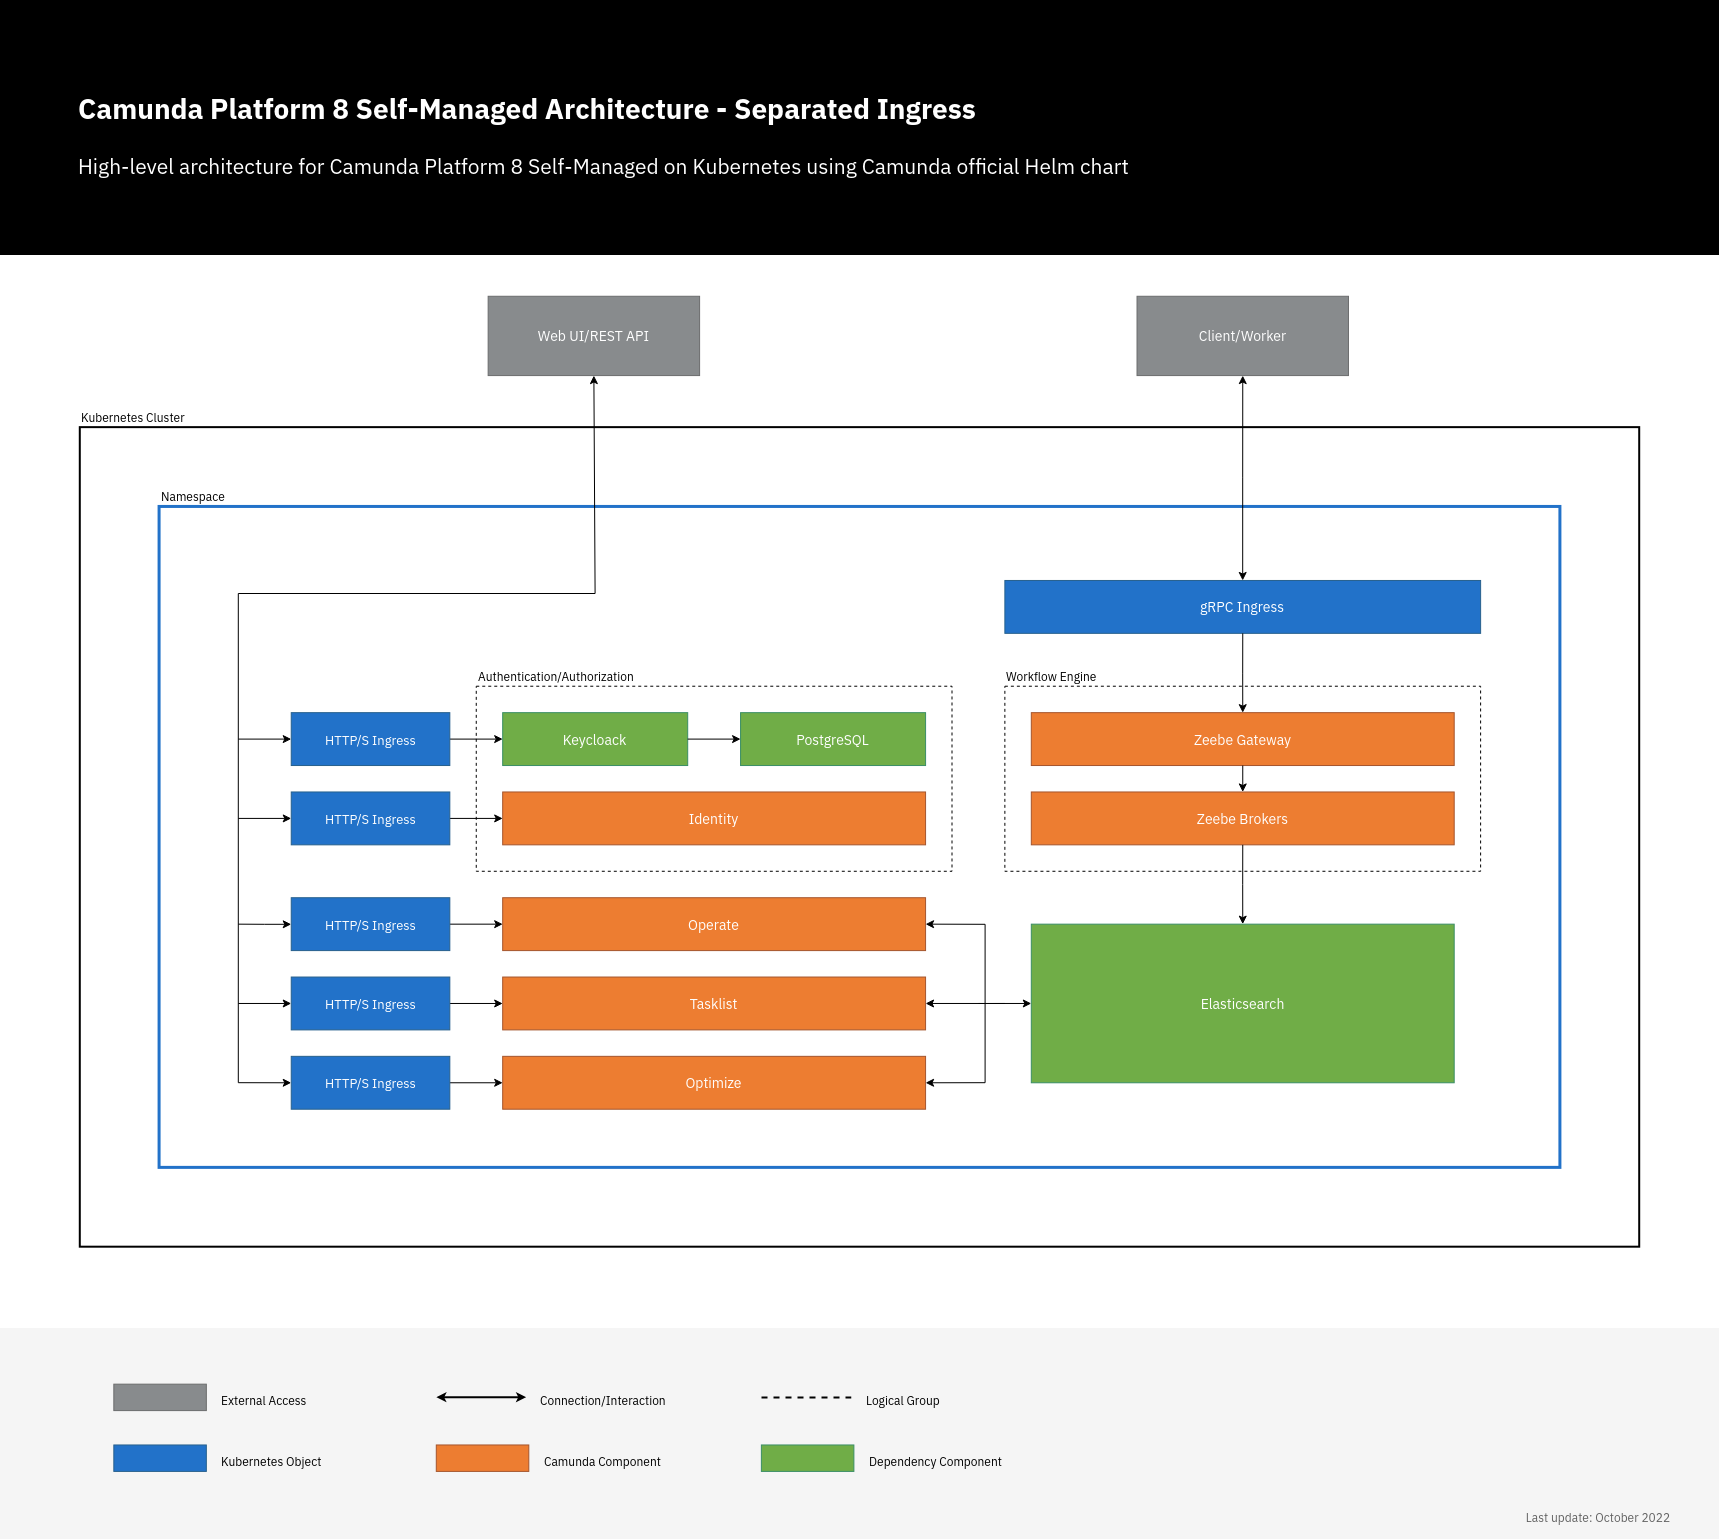 Camunda Platform 8 Self-Managed Architecture - Separated Ingress
High-level architecture for Camunda Platform 8 Self-Managed on Kubernetes using Camunda official Helm chart
Web UI/REST API
Client/Worker
Kubernetes Cluster
Namespace
gRPC Ingress
Authentication/Authorization
Workflow Engine
HTTP/S Ingress
Keycloack
PostgreSQL
Zeebe Gateway
HTTP/S Ingress
Identity
Zeebe Brokers
HTTP/S Ingress
Operate
HTTP/S Ingress
Tasklist
Elasticsearch
HTTP/S Ingress
Optimize
External Access
Connection/Interaction
Logical Group
Kubernetes Object
Camunda Component
Dependency Component
Last update: October 2022